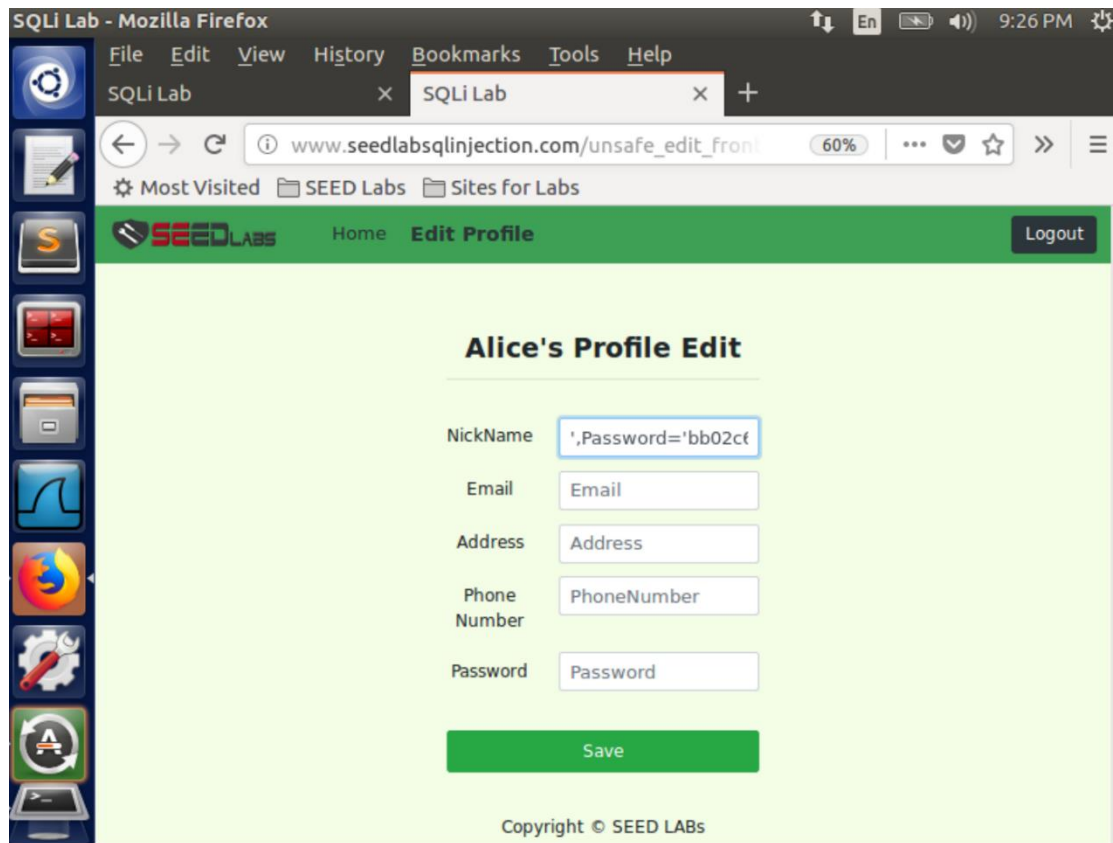 SQLi Lab - Mozilla Firefox En 9:26 PM
File Edit View History Bookmarks Tools Help
SQLi Lab SQLi Lab
www.seedlabsqlinjection.com/unsafe_edit_front 60%
Most Visited SEED Labs Sites for Labs
SEEDLABS Home Edit Profile Logout
Alice's Profile Edit
NickName ',Password='bb02c6
Email Email
Address Address
Phone PhoneNumber
Number
Password Password
Save
Copyright © SEED LABs